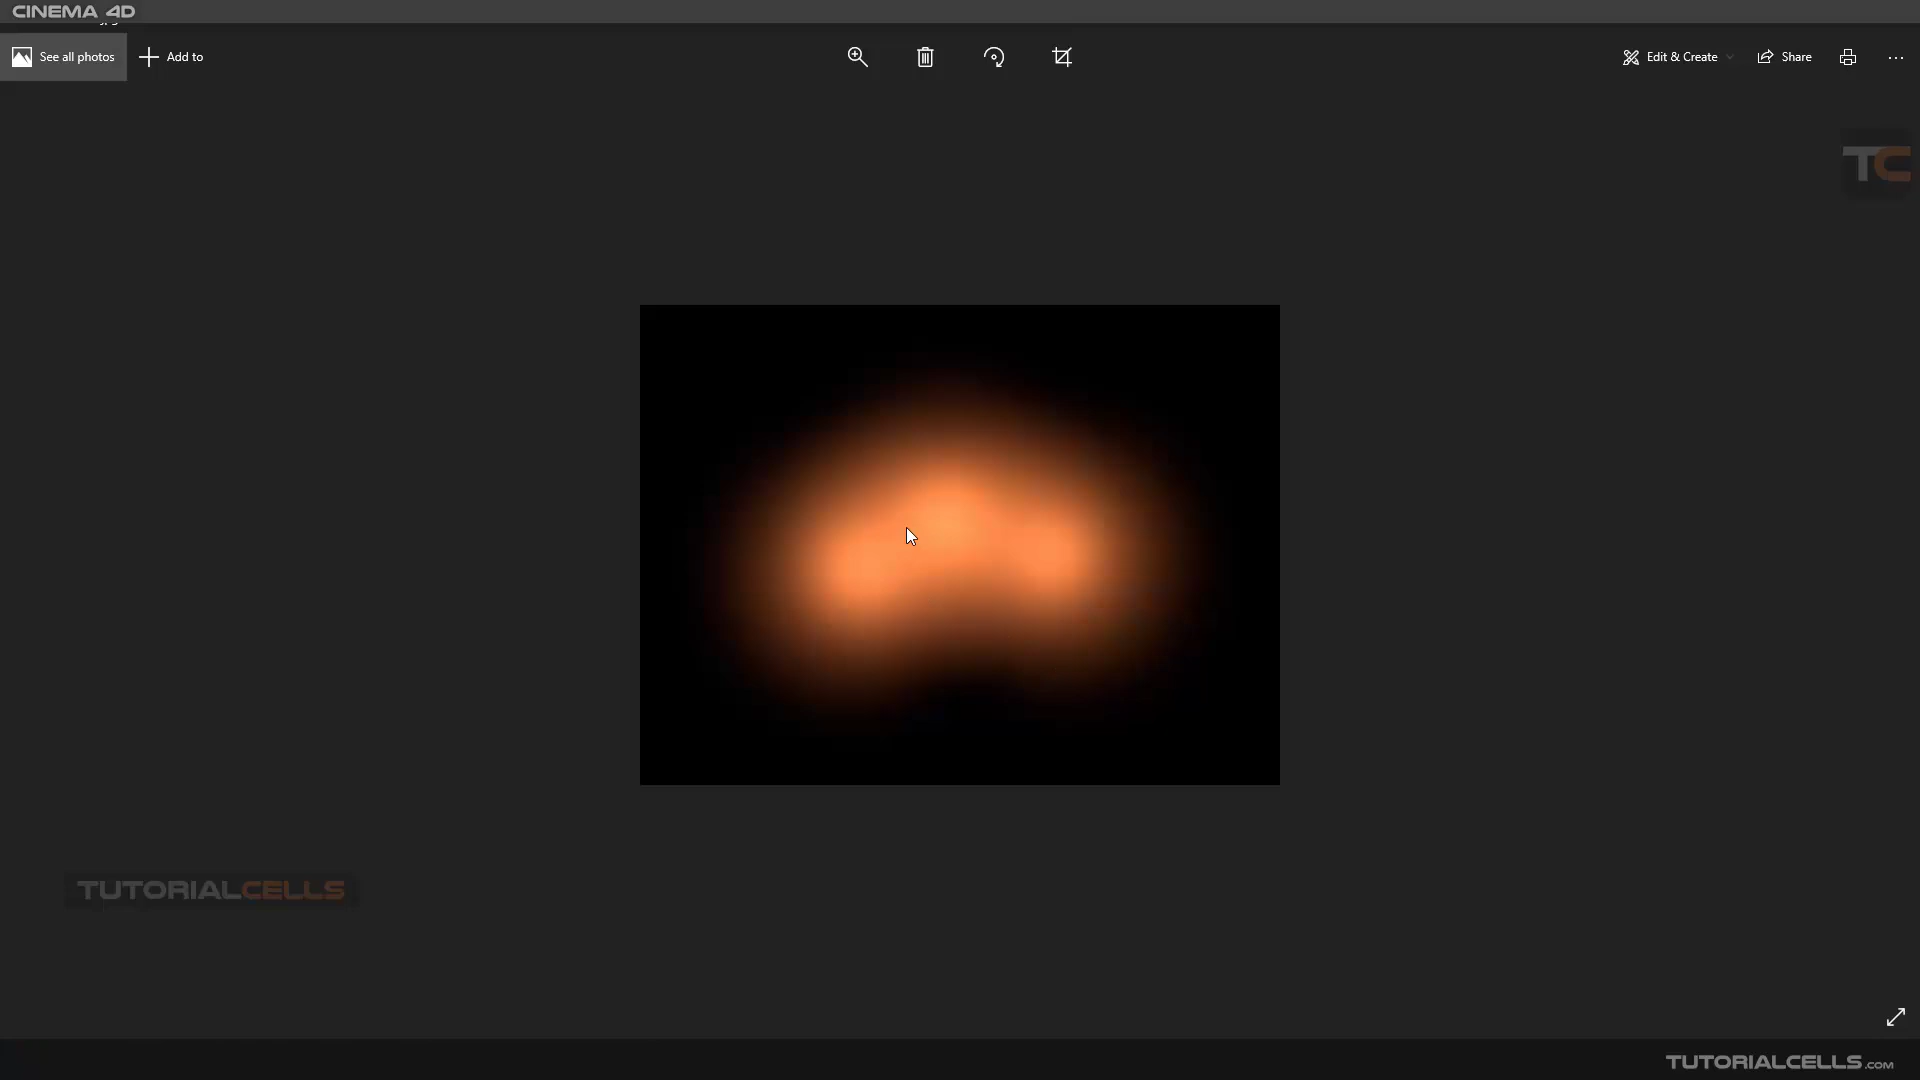 CINEMA 4D
See all photos
Add to
Edit & Create
Share
TC
TUTORIALCELLS
TUTORIALCELLS.COM